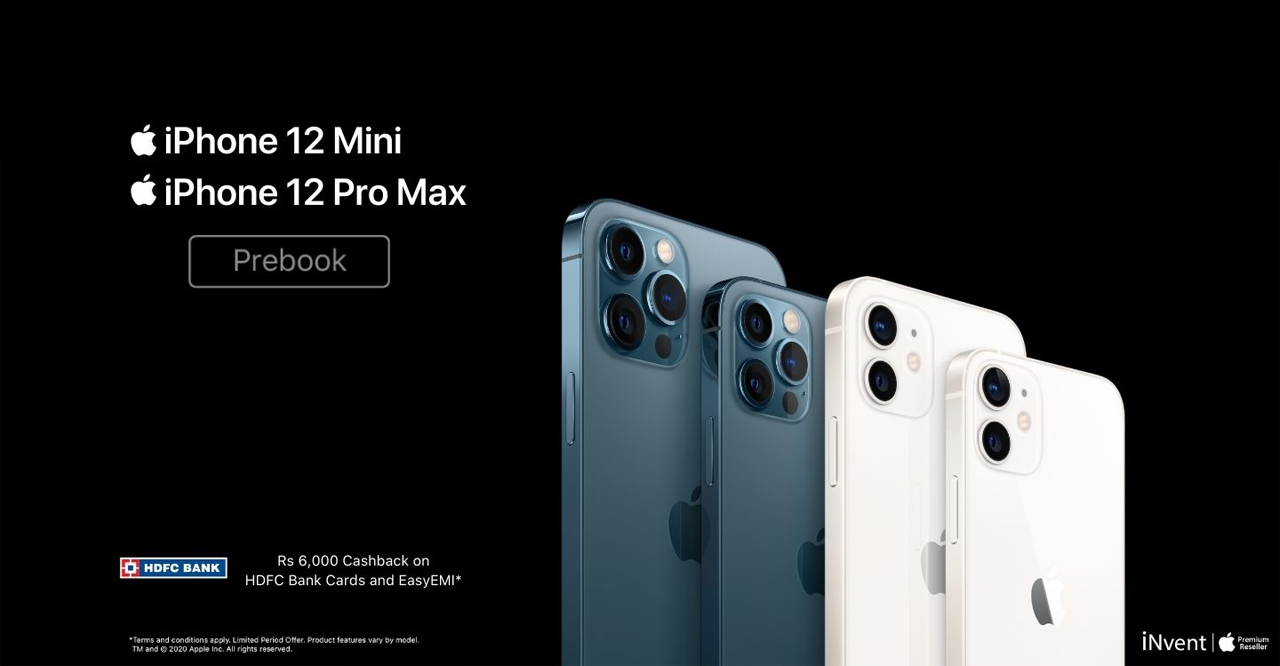 iPhone 12 Mini
iPhone 12 Pro Max
Prebook
HDFC BANK
Rs 6,000 Cashback on
HDFC Bank Cards and EasyEMI*
*Terms and conditions apply. Limited Period Offer. Product features vary by model.
TM and © 2020 Apple Inc. All rights reserved.
iNvent
Premium
Reseller